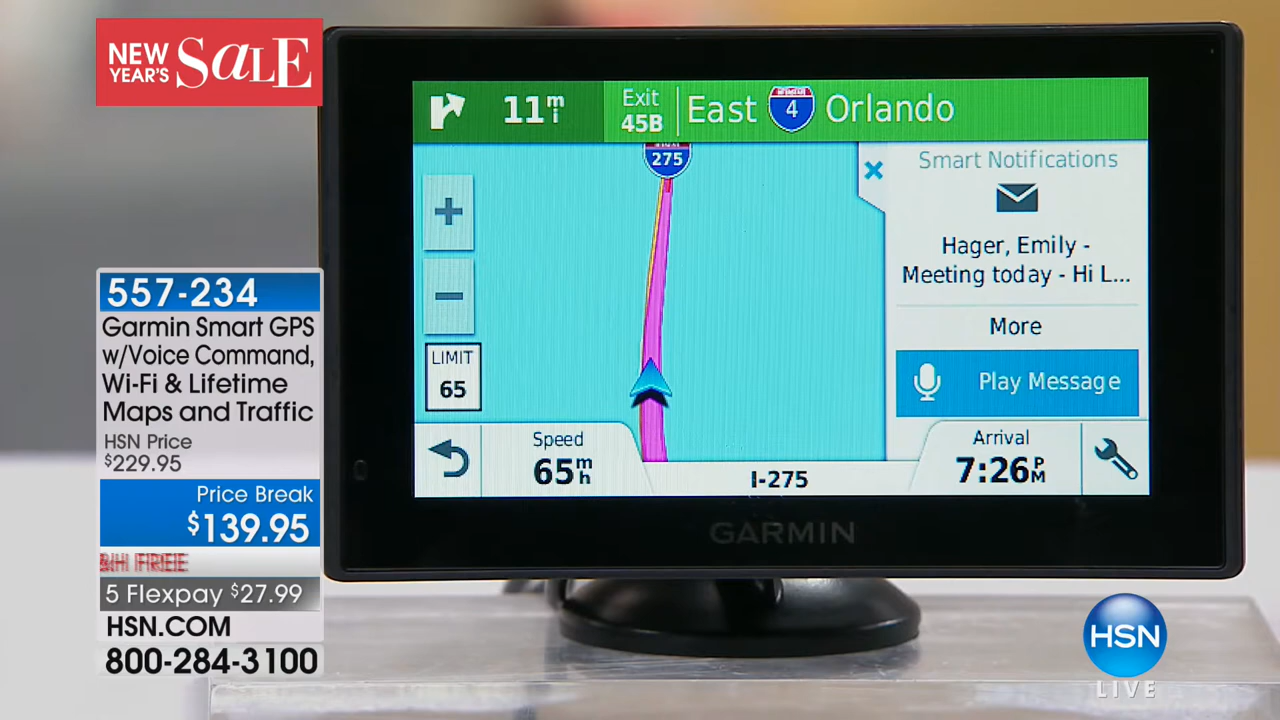 NEW
YEAR'S
SALE
557-234
Garmin Smart GPS
w/Voice Command,
Wi-Fi & Lifetime
Maps and Traffic
HSN Price
$229.95
Price Break
$139.95
S&H FREE
5 Flexpay $27.99
HSN.COM
800-284-3100
11 mi
Exit
45B
East 4 Orlando
INTERSTATE
275
+
−
LIMIT
65
Smart Notifications
Hager, Emily -
Meeting today - Hi L...
More
Play Message
Speed
65 mh
I-275
Arrival
7:26 PM
GARMIN
HSN
LIVE